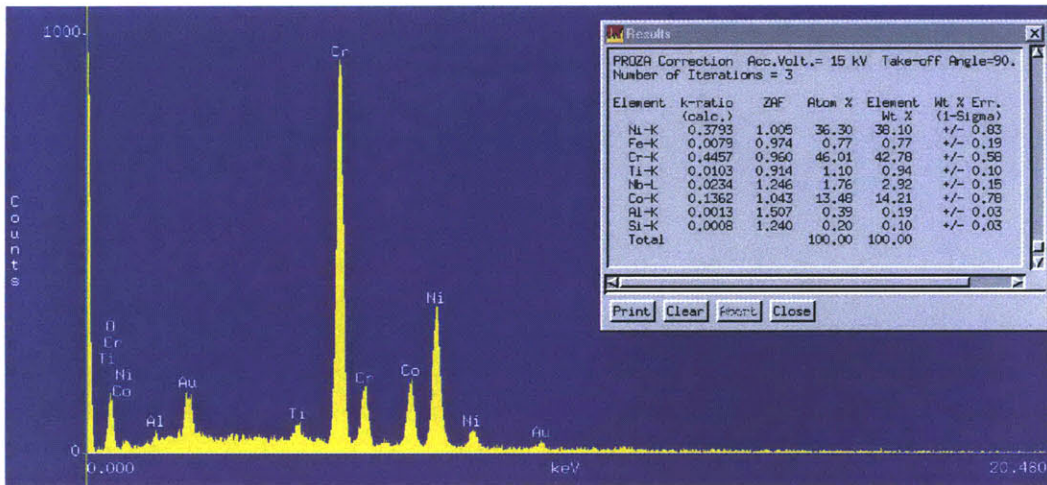 1000.
Counts
0
0.000
keV
20.480
O
Cr
Ti
Ni
Co
Al
Au
Ti
Cr
Cr
Co
Ni
Ni
Au
Results
PROZA Correction Acc.Volt.= 15 kV Take-off Angle=90.
Number of Iterations = 3
Element k-ratio ZAF Atom % Element Wt % Err.
(calc.) Wt % (1-Sigma)
Ni-K 0.3793 1.005 36.30 38.10 +/- 0.83
Fe-K 0.0079 0.974 0.77 0.77 +/- 0.19
Cr-K 0.4457 0.960 46.01 42.78 +/- 0.58
Ti-K 0.0103 0.914 1.10 0.94 +/- 0.10
Nb-L 0.0234 1.246 1.76 2.92 +/- 0.15
Co-K 0.1362 1.043 13.48 14.21 +/- 0.78
Al-K 0.0013 1.507 0.39 0.19 +/- 0.03
Si-K 0.0008 1.240 0.20 0.10 +/- 0.03
Total 100.00 100.00
Print Clear Abort Close